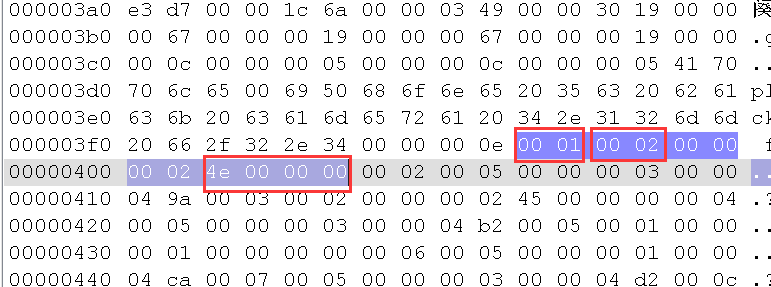 000003a0 e3 d7 00 00 1c 6a 00 00 03 49 00 00 30 19 00 00
000003b0 00 67 00 00 00 19 00 00 00 67 00 00 00 19 00 00 .g
000003c0 00 0c 00 00 00 05 00 00 00 0c 00 00 00 05 41 70 ..
000003d0 70 6c 65 00 69 50 68 6f 6e 65 20 35 63 20 62 61 pl
000003e0 63 6b 20 63 61 6d 65 72 61 20 34 2e 31 32 6d 6d ck
000003f0 20 66 2f 32 2e 34 00 00 00 0e 00 01 00 02 00 00 f
00000400 00 02 4e 00 00 00 00 02 00 05 00 00 00 03 00 00 ..
00000410 04 9a 00 03 00 02 00 00 00 02 45 00 00 00 00 04 .?
00000420 00 05 00 00 00 03 00 00 04 b2 00 05 00 01 00 00 ..
00000430 00 01 00 00 00 00 00 06 00 05 00 00 00 01 00 00 ..
00000440 04 ca 00 07 00 05 00 00 00 03 00 00 04 d2 00 0c .?